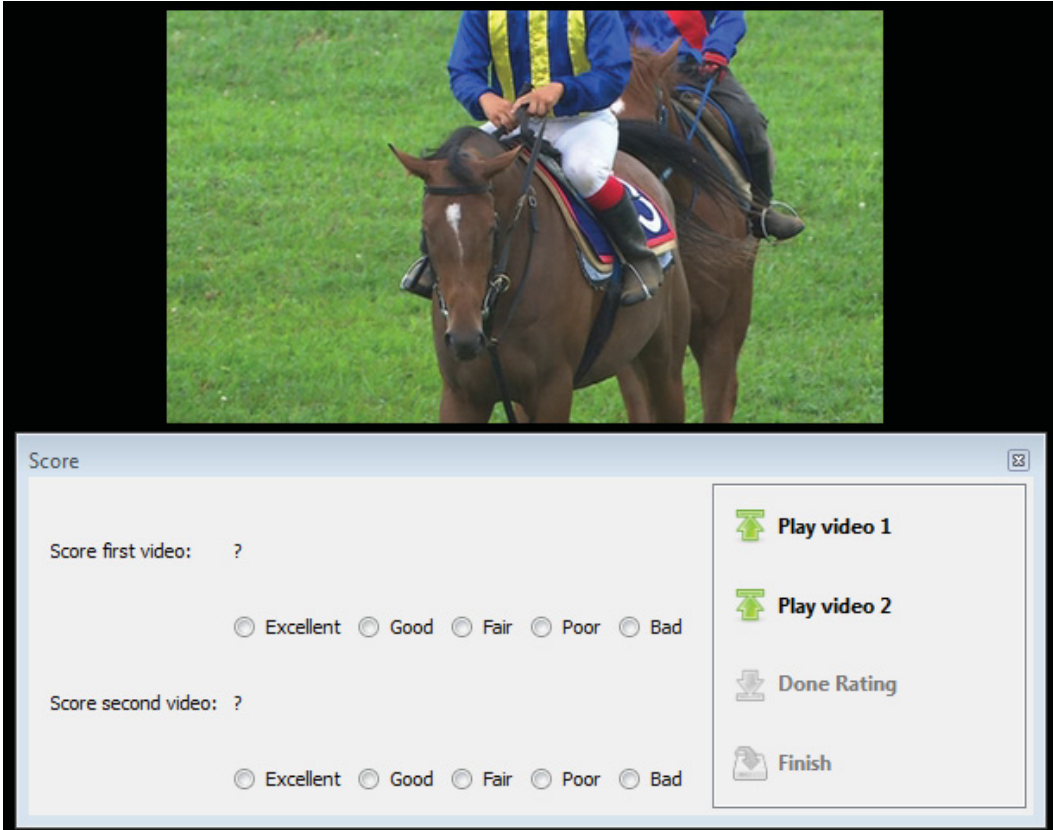 Score
Score first video: ?
Excellent Good Fair Poor Bad
Score second video: ?
Excellent Good Fair Poor Bad
Play video 1
Play video 2
Done Rating
Finish